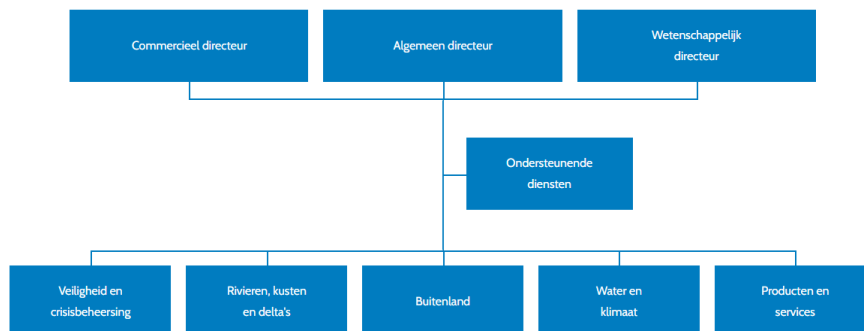 Commercieel directeur
Algemeen directeur
Wetenschappelijk
directeur
Ondersteunende
diensten
Veiligheid en
crisisbeheersing
Rivieren, kusten
en delta's
Buitenland
Water en
klimaat
Producten en
services